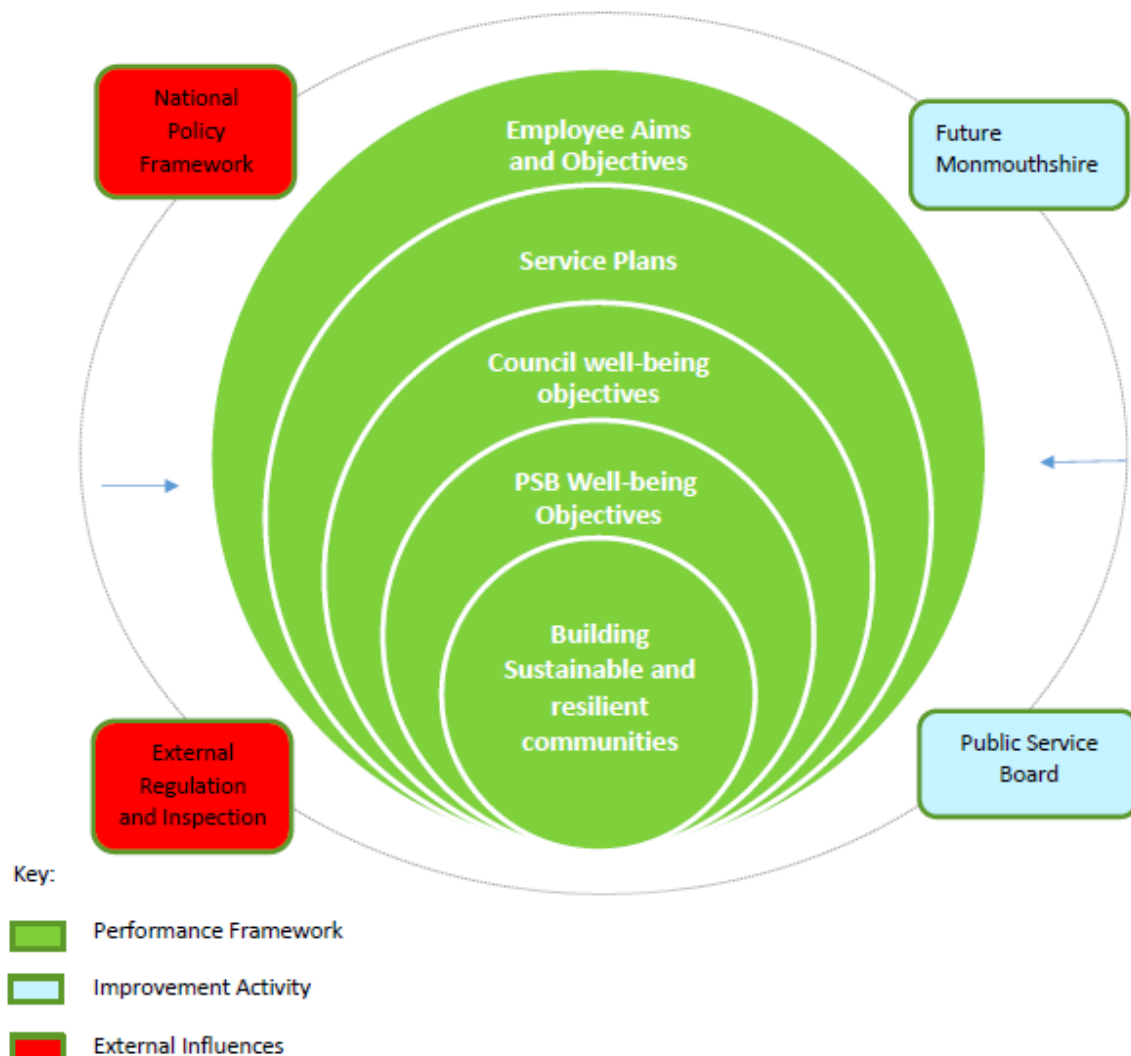 National
Policy
Framework
Future
Monmouthshire
Employee Aims
and Objectives
Service Plans
Council well-being
objectives
PSB Well-being
Objectives
Building
Sustainable and
resilient
communities
External
Regulation
and Inspection
Public Service
Board
Key:
Performance Framework
Improvement Activity
External Influences